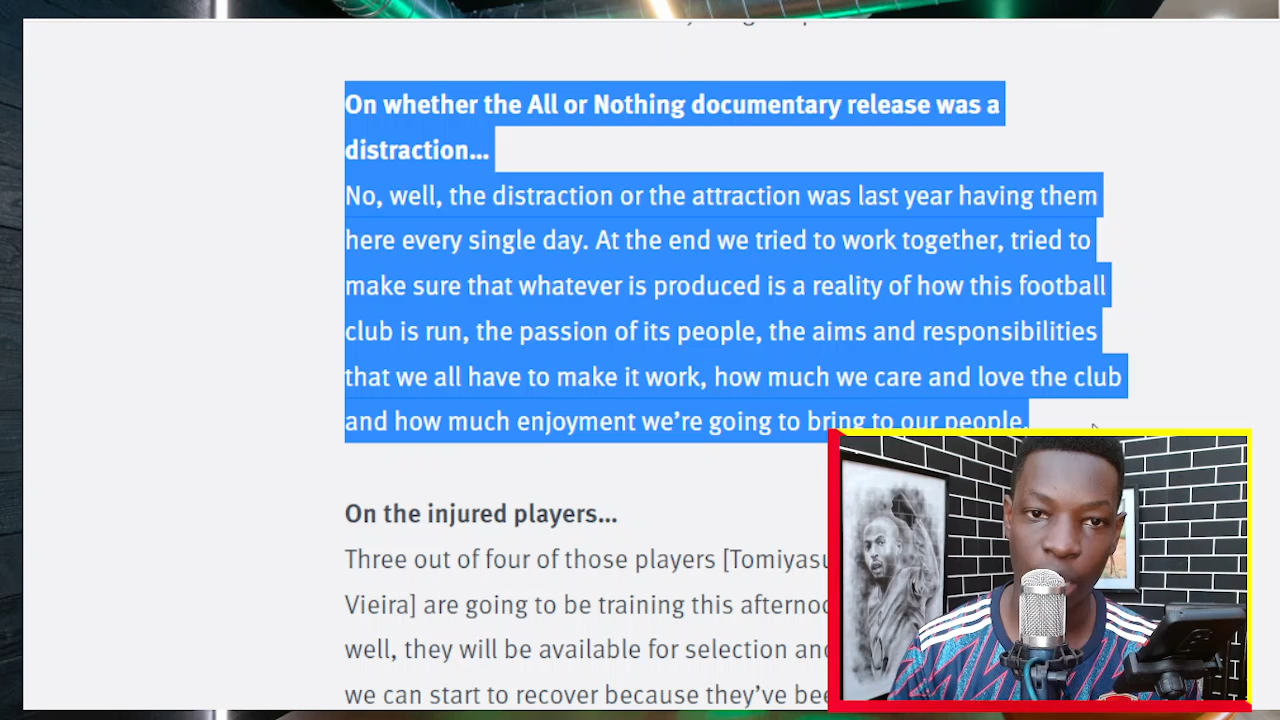 On whether the All or Nothing documentary release was a
distraction...
No, well, the distraction or the attraction was last year having them
here every single day. At the end we tried to work together, tried to
make sure that whatever is produced is a reality of how this football
club is run, the passion of its people, the aims and responsibilities
that we all have to make it work, how much we care and love the club
and how much enjoyment we’re going to bring to our people.
On the injured players...
Three out of four of those players [Tomiyasu
Vieira] are going to be training this
well, they will be available for selection and
we can start to recover because they’ve